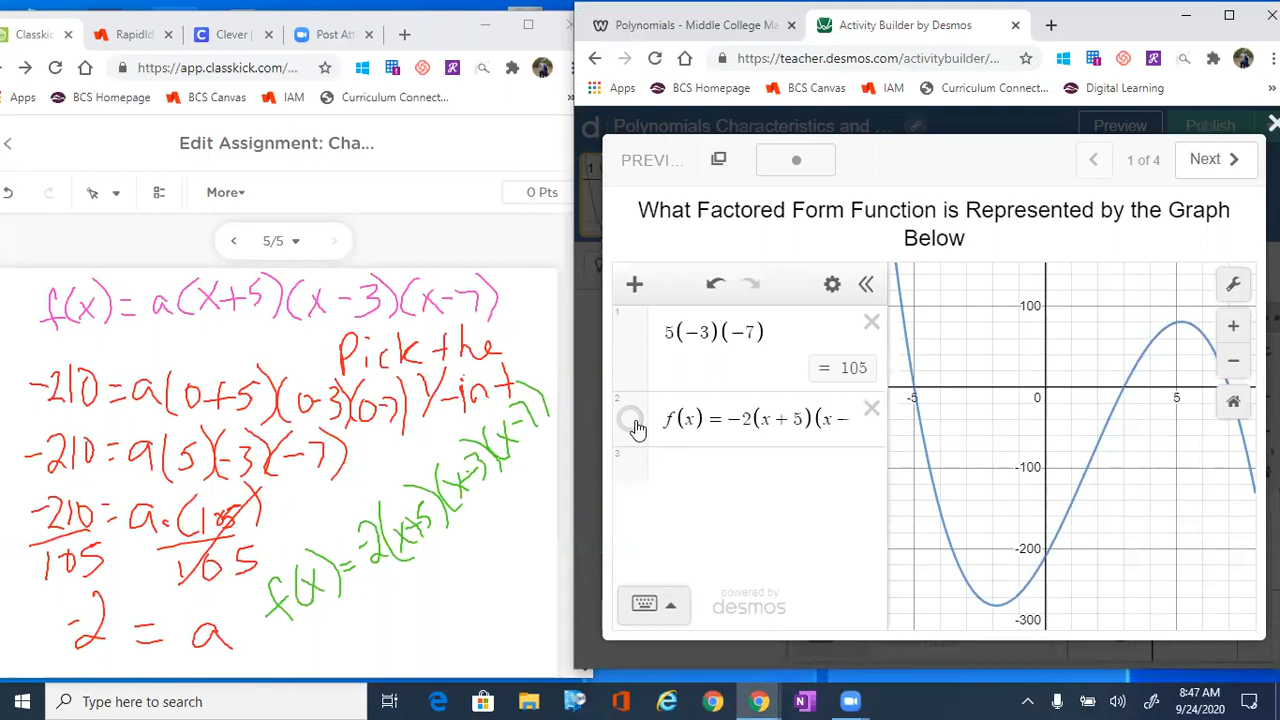 Classkic
RapidId
Clever |
Post Att
Polynomials - Middle College Ma
Activity Builder by Desmos
https://app.classkick.com/...
https://teacher.desmos.com/activitybuilder/...
Apps
BCS Homepage
BCS Canvas
IAM
Curriculum Connect...
Apps
BCS Homepage
BCS Canvas
IAM
Curriculum Connect...
Digital Learning
Edit Assignment: Cha...
Polynomials Characteristics and ...
Preview
Publish
More
0 Pts
5/5
PREVI...
1 of 4
Next
What Factored Form Function is Represented by the Graph
Below
f(x) = a(x+5)(x-3)(x-7)
Pick the
y-int
-210 = a(0+5)(0-3)(0-7)
-210 = a(5)(-3)(-7)
-210 = a·(105)
105 105
-2 = a
f(x) = -2(x+5)(x-3)(x-7)
1
5(−3)(−7)
= 105
2
f(x) = −2(x + 5)(x −
3
powered by
desmos
100
-5
5
-100
-200
-300
Type here to search
8:47 AM
9/24/2020